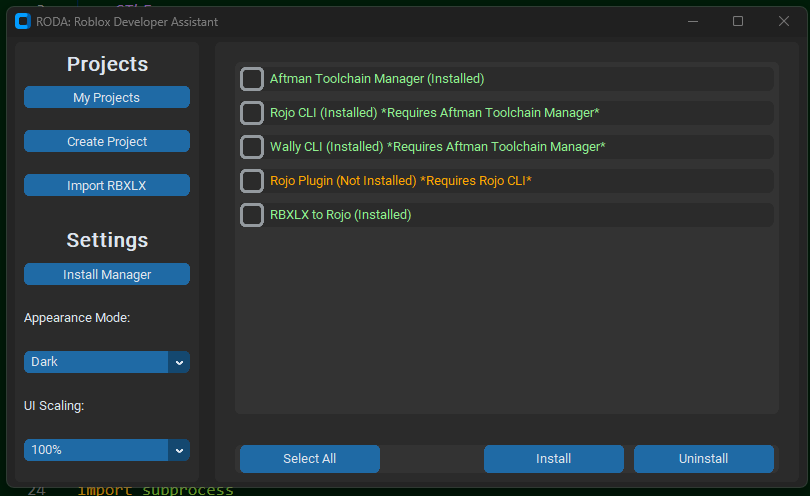 RODA: Roblox Developer Assistant
Projects
My Projects
Create Project
Import RBXLX
Settings
Install Manager
Appearance Mode:
Dark
UI Scaling:
100%
Aftman Toolchain Manager (Installed)
Rojo CLI (Installed) *Requires Aftman Toolchain Manager*
Wally CLI (Installed) *Requires Aftman Toolchain Manager*
Rojo Plugin (Not Installed) *Requires Rojo CLI*
RBXLX to Rojo (Installed)
Select All
Install
Uninstall
24 import subprocess